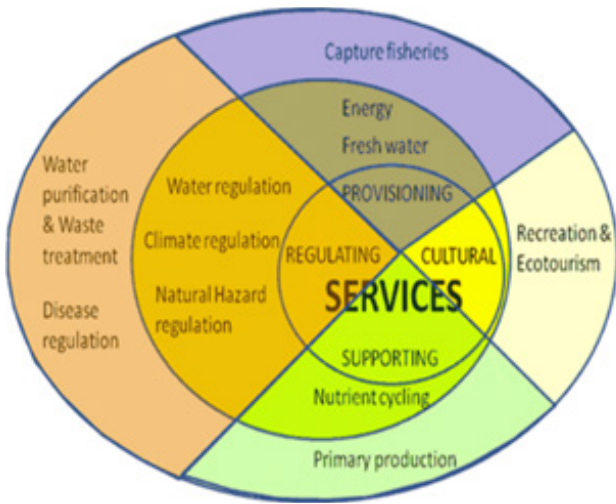 Capture fisheries
Energy
Fresh water
PROVISIONING
Water
purification
& Waste
treatment
Disease
regulation
Water regulation
Climate regulation
Natural Hazard
regulation
REGULATING
CULTURAL
Recreation &
Ecotourism
SERVICES
SUPPORTING
Nutrient cycling
Primary production